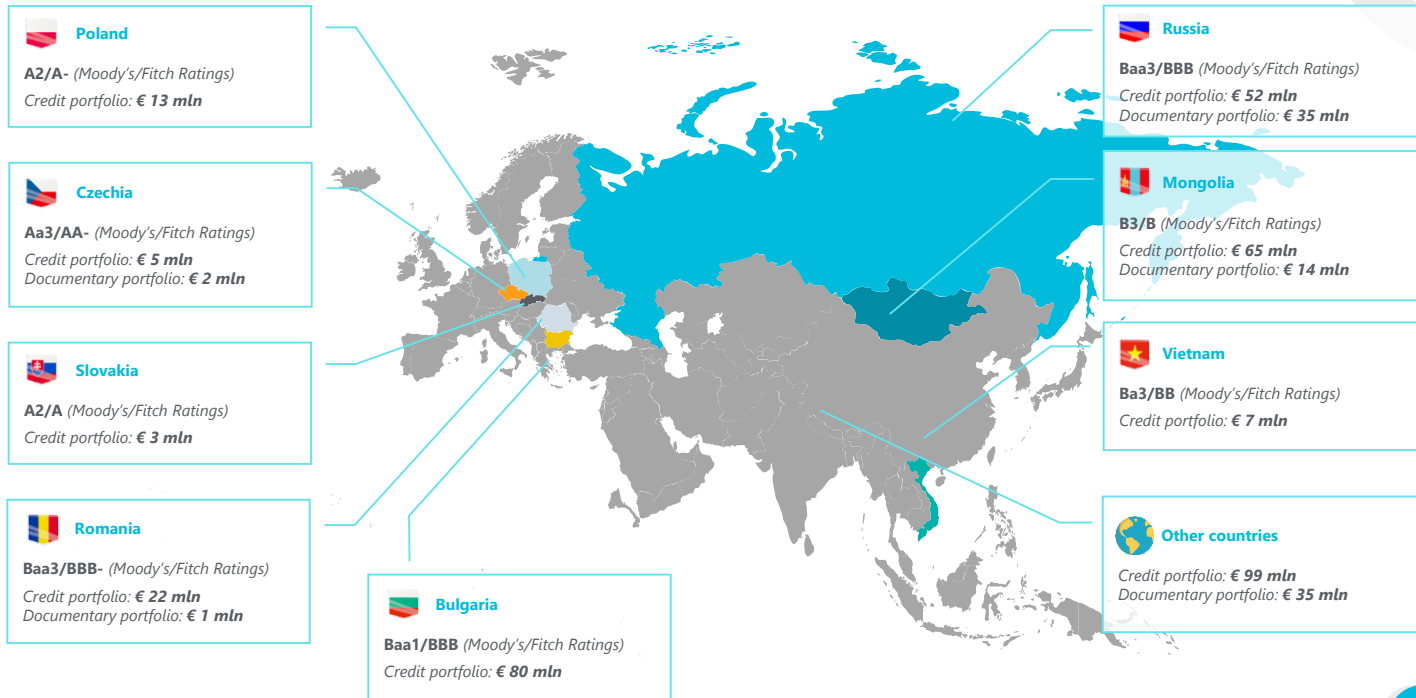 Poland
A2/A- (Moody's/Fitch Ratings)
Credit portfolio: € 13 mln
Czechia
Aa3/AA- (Moody's/Fitch Ratings)
Credit portfolio: € 5 mln
Documentary portfolio: € 2 mln
Slovakia
A2/A (Moody's/Fitch Ratings)
Credit portfolio: € 3 mln
Romania
Baa3/BBB- (Moody's/Fitch Ratings)
Credit portfolio: € 22 mln
Documentary portfolio: € 1 mln
Bulgaria
Baa1/BBB (Moody's/Fitch Ratings)
Credit portfolio: € 80 mln
Russia
Baa3/BBB (Moody's/Fitch Ratings)
Credit portfolio: € 52 mln
Documentary portfolio: € 35 mln
Mongolia
B3/B (Moody's/Fitch Ratings)
Credit portfolio: € 65 mln
Documentary portfolio: € 14 mln
Vietnam
Ba3/BB (Moody's/Fitch Ratings)
Credit portfolio: € 7 mln
Other countries
Credit portfolio: € 99 mln
Documentary portfolio: € 35 mln